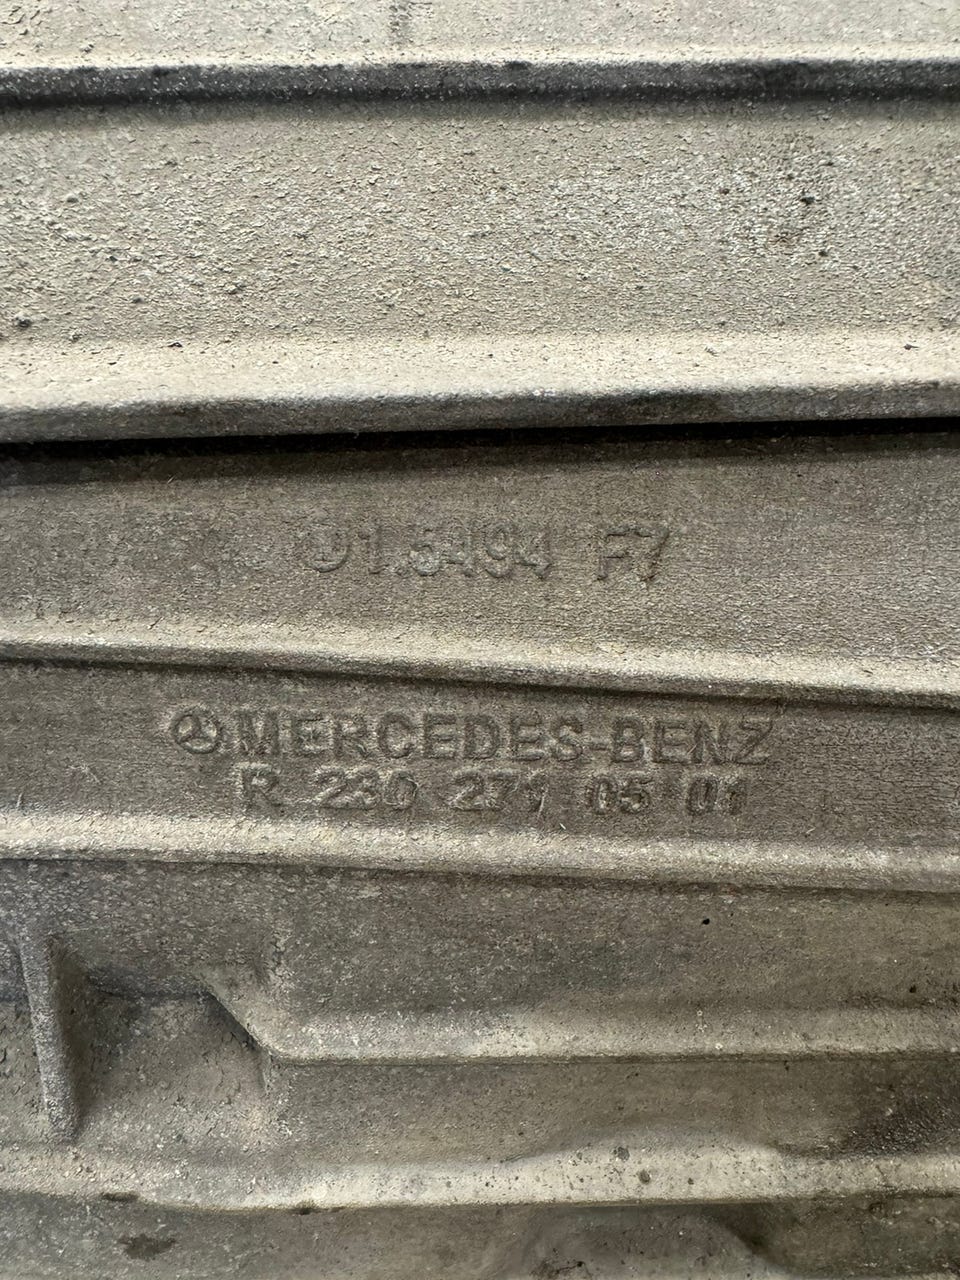 1.5494 F7
MERCEDES-BENZ
R 230 271 05 01